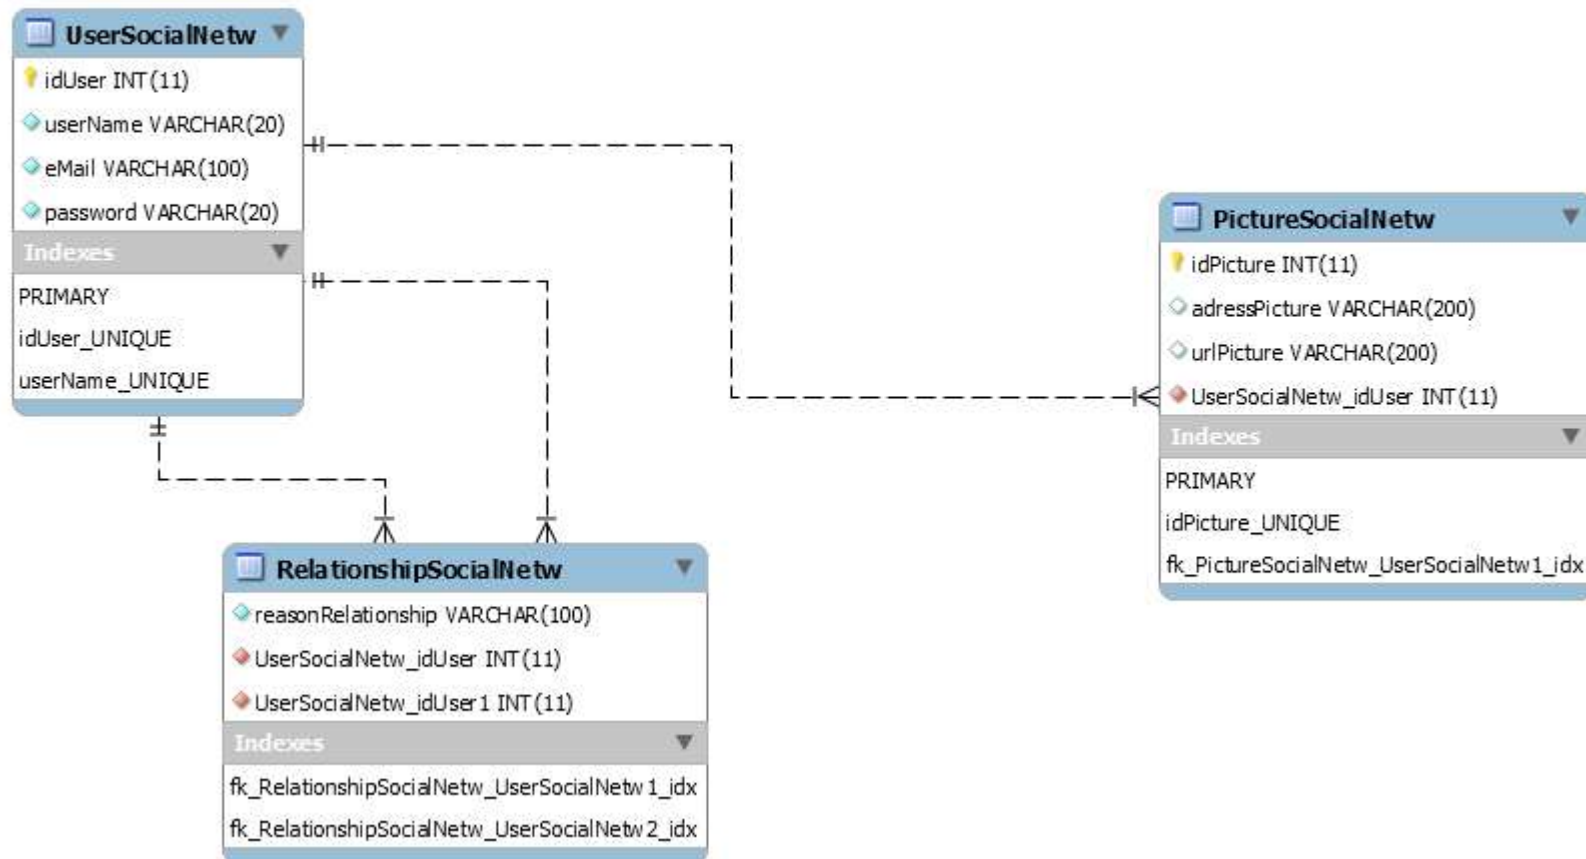 UserSocialNetw
idUser INT(11)
userName VARCHAR(20)
eMail VARCHAR(100)
password VARCHAR(20)
Indexes
PRIMARY
idUser_UNIQUE
userName_UNIQUE
PictureSocialNetw
idPicture INT(11)
adressPicture VARCHAR(200)
urlPicture VARCHAR(200)
UserSocialNetw_idUser INT(11)
Indexes
PRIMARY
idPicture_UNIQUE
fk_PictureSocialNetw_UserSocialNetw1_idx
RelationshipSocialNetw
reasonRelationship VARCHAR(100)
UserSocialNetw_idUser INT(11)
UserSocialNetw_idUser1 INT(11)
Indexes
fk_RelationshipSocialNetw_UserSocialNetw1_idx
fk_RelationshipSocialNetw_UserSocialNetw2_idx